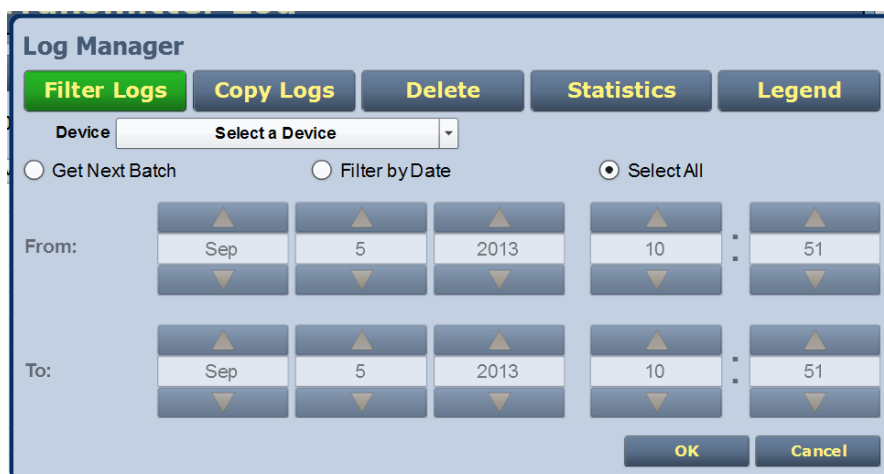 Log Manager
Filter Logs Copy Logs Delete Statistics Legend
Device Select a Device
Get Next Batch Filter by Date Select All
From: Sep 5 2013 10 : 51
To: Sep 5 2013 10 : 51
OK Cancel